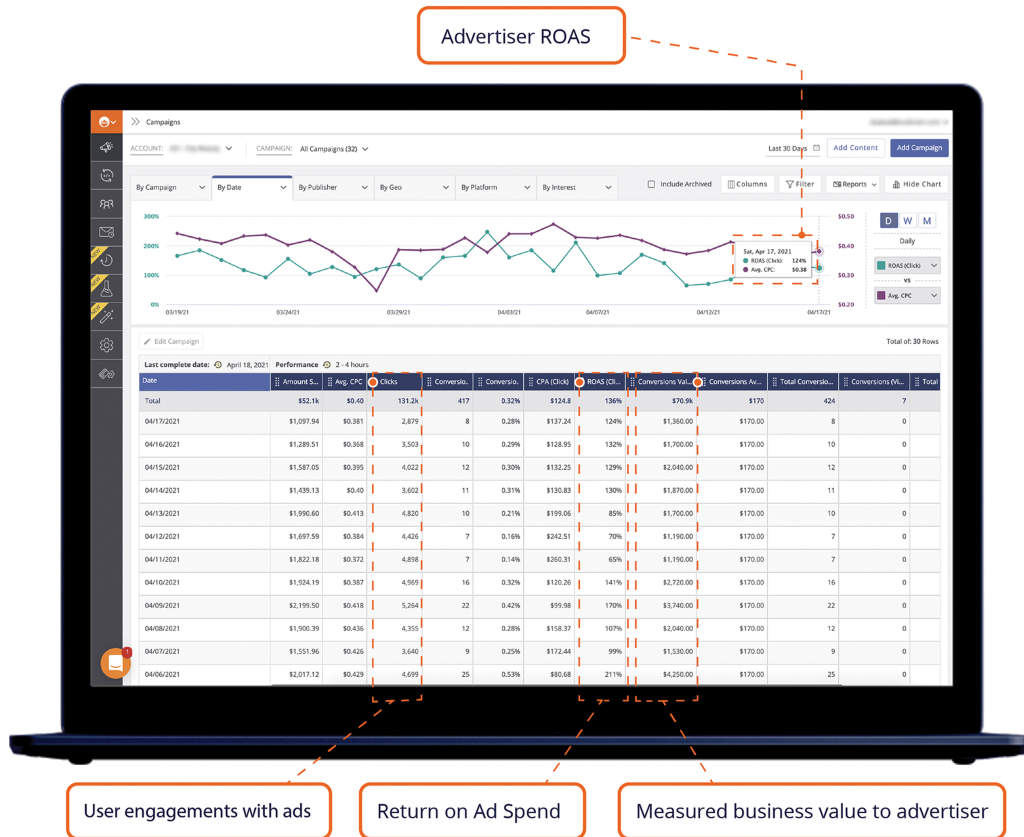 Advertiser ROAS
Campaigns
ACCOUNT: CAMPAIGN: All Campaigns (32) Last 30 Days Add Content Add Campaign
By Campaign By Date By Publisher By Geo By Platform By Interest Include Archived Columns Filter Reports Hide Chart
300% $0.50 D W M
200% $0.40 Daily
100% $0.30 ROAS (Click)
vs
0% $0.20 Avg. CPC
Sat, Apr 17, 2021
ROAS (Click): 124%
Avg. CPC: $0.38
03/19/21 03/24/21 03/29/21 04/03/21 04/07/21 04/12/21 04/17/21
NEW
NEW
NEW
Edit Campaign Total of: 30 Rows
Last complete date: April 18, 2021 Performance 2 - 4 hours
Date Amount S... Avg. CPC Clicks Conversio.. Conversio.. CPA (Click) ROAS (Cli... Conversions Val... Conversions Av... Total Conversio... Conversions (Vi... Total
Total $52.1k $0.40 131.2k 417 0.32% $124.8 136% $70.9k $170 424 7
04/17/2021 $1,097.94 $0.381 2,879 8 0.28% $137.24 124% $1,360.00 $170.00 8 0
04/16/2021 $1,289.51 $0.368 3,503 10 0.29% $128.95 132% $1,700.00 $170.00 10 0
04/15/2021 $1,587.05 $0.395 4,022 12 0.30% $132.25 129% $2,040.00 $170.00 12 0
04/14/2021 $1,439.13 $0.40 3,602 11 0.31% $130.83 130% $1,870.00 $170.00 11 0
04/13/2021 $1,990.60 $0.413 4,820 10 0.21% $199.06 85% $1,700.00 $170.00 10 0
04/12/2021 $1,697.59 $0.384 4,426 7 0.16% $242.51 70% $1,190.00 $170.00 7 0
04/11/2021 $1,822.18 $0.372 4,898 7 0.14% $260.31 65% $1,190.00 $170.00 7 0
04/10/2021 $1,924.19 $0.387 4,969 16 0.32% $120.26 141% $2,720.00 $170.00 16 0
04/09/2021 $2,199.50 $0.418 5,264 22 0.42% $99.98 170% $3,740.00 $170.00 22 0
04/08/2021 $1,900.39 $0.436 4,355 12 0.28% $158.37 107% $2,040.00 $170.00 12 0
04/07/2021 $1,551.96 $0.426 3,640 9 0.25% $172.44 99% $1,530.00 $170.00 9 0
04/06/2021 $2,017.12 $0.429 4,699 25 0.53% $80.68 211% $4,250.00 $170.00 25 0
1
User engagements with ads
Return on Ad Spend
Measured business value to advertiser